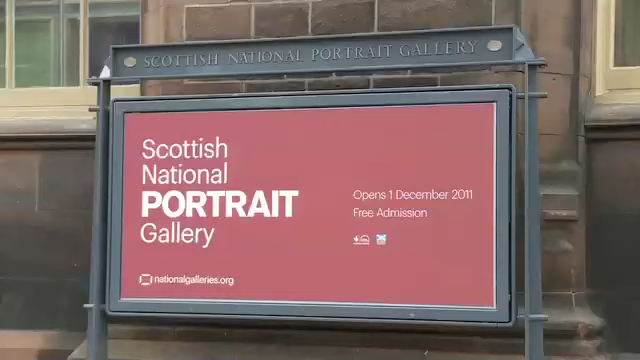 SCOTTISH NATIONAL PORTRAIT GALLERY
Scottish
National
PORTRAIT
Gallery
Opens 1 December 2011
Free Admission
nationalgalleries.org